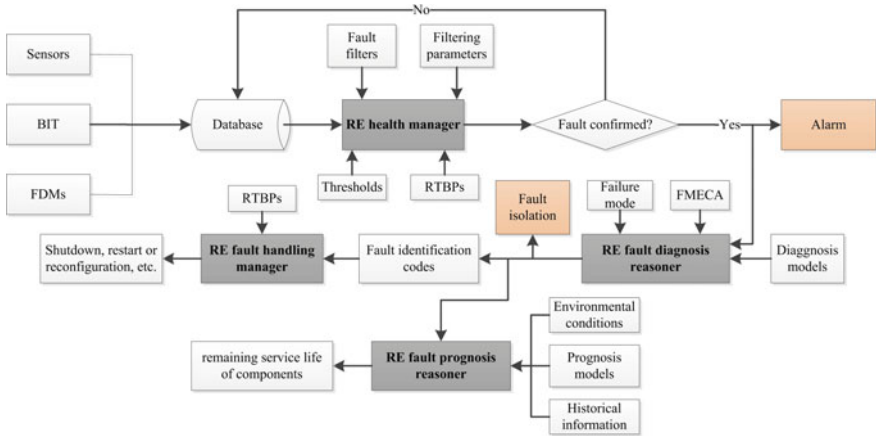 No
Sensors
Fault
filters
Filtering
parameters
BIT
Database
RE health manager
Fault confirmed?
Yes
Alarm
FDMs
Thresholds
RTBPs
RTBPs
Fault
isolation
Failure
mode
FMECA
Shutdown, restart or
reconfiguration, etc.
RE fault handling
manager
Fault identification
codes
RE fault diagnosis
reasoner
Diaggnosis
models
Environmental
conditions
remaining service life
of components
RE fault prognosis
reasoner
Prognosis
models
Historical
information